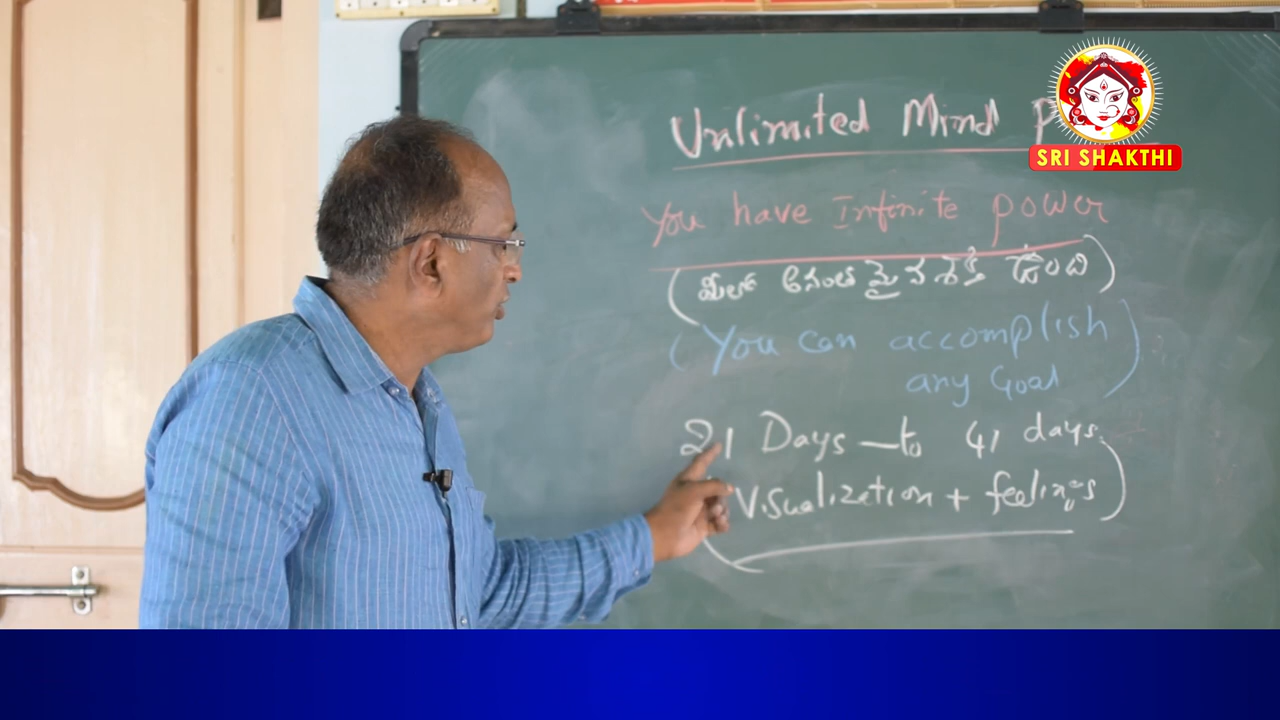 Unlimited Mind P
SRI SHAKTHI
You have Infinite power
(మీలో అనంత మైన శక్తి ఉంది)
(You can accomplish
any Goal)
21 Days - to 41 days
Visualization + feelings